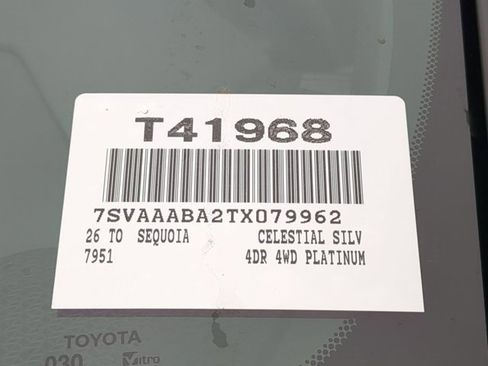 T41968
7SVAAABA2TX079962
26 TO SEQUOIA CELESTIAL SILV
7951 4DR 4WD PLATINUM
TOYOTA
030 Vitro